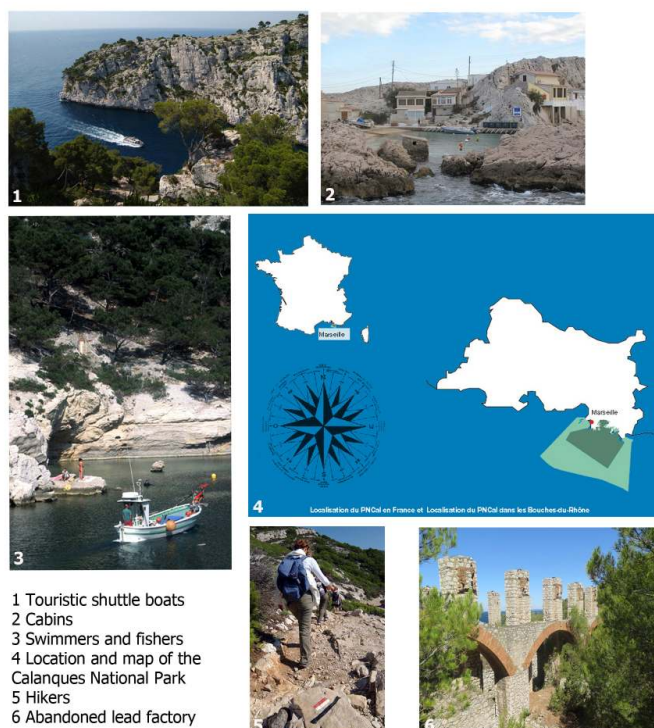 1
2
3
Marseille
Marseille
4
Localisation du PNCal en France et Localisation du PNCal dans les Bouches-du-Rhône
5
6
1 Touristic shuttle boats
2 Cabins
3 Swimmers and fishers
4 Location and map of the
Calanques National Park
5 Hikers
6 Abandoned lead factory